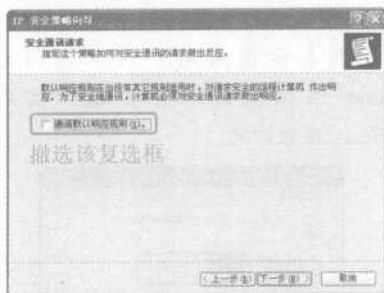 IP 安全策略向导
安全通讯请求
指定这个策略如何对安全通讯的请求做出反应。
默认响应规则在当没有其它规则适用时，对请求安全的远程计算机 作出响
应。为了安全地通讯，计算机必须对安全通讯请求做出响应。
激活默认响应规则(R)。
撤选该复选框
< 上一步(B) 下一步(N) > 取消